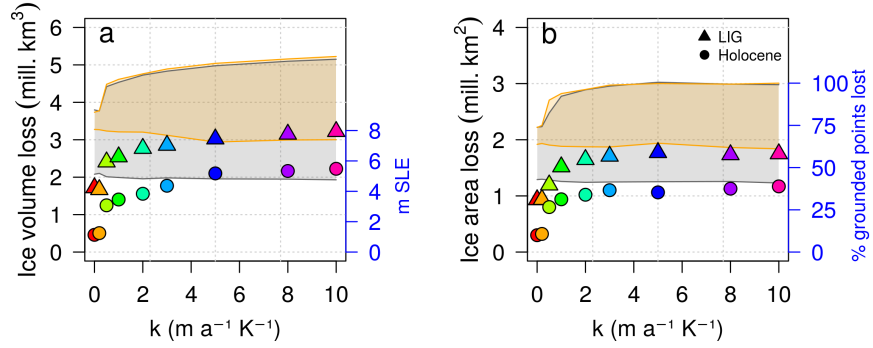 a
Ice volume loss (mill. km³)
6
5
4
3
2
1
0
8
6
4
2
0
m SLE
0 2 4 6 8 10
k (m a⁻¹ K⁻¹)
b
LIG
Holocene
Ice area loss (mill. km²)
4
3
2
1
0
100
75
50
25
0
% grounded points lost
0 2 4 6 8 10
k (m a⁻¹ K⁻¹)